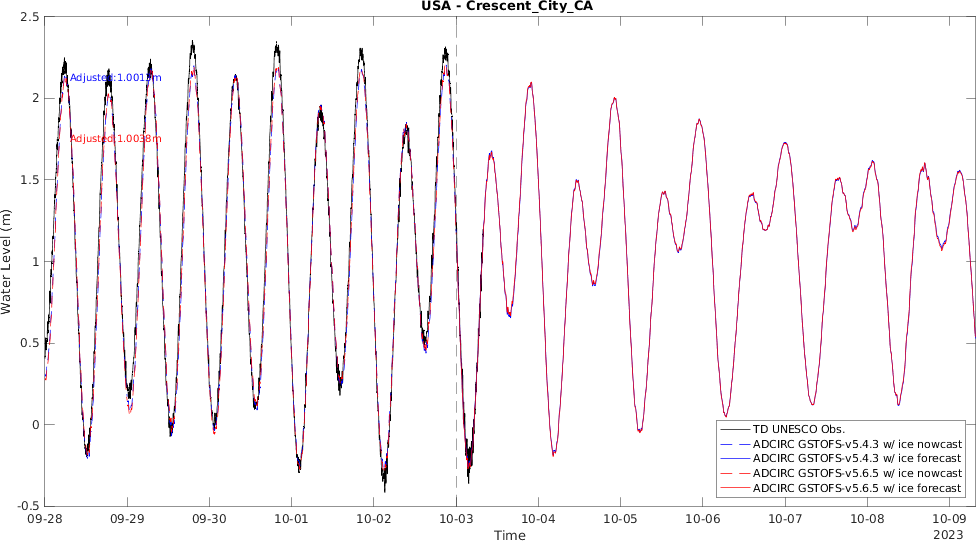 USA - Crescent_City_CA
2.5
2
1.5
1
0.5
0
-0.5
Water Level (m)
Adjusted:1.0015m
Adjusted:1.0038m
TD UNESCO Obs.
ADCIRC GSTOFS-v5.4.3 w/ ice nowcast
ADCIRC GSTOFS-v5.4.3 w/ ice forecast
ADCIRC GSTOFS-v5.6.5 w/ ice nowcast
ADCIRC GSTOFS-v5.6.5 w/ ice forecast
09-28 09-29 09-30 10-01 10-02 10-03 10-04 10-05 10-06 10-07 10-08 10-09
Time 2023